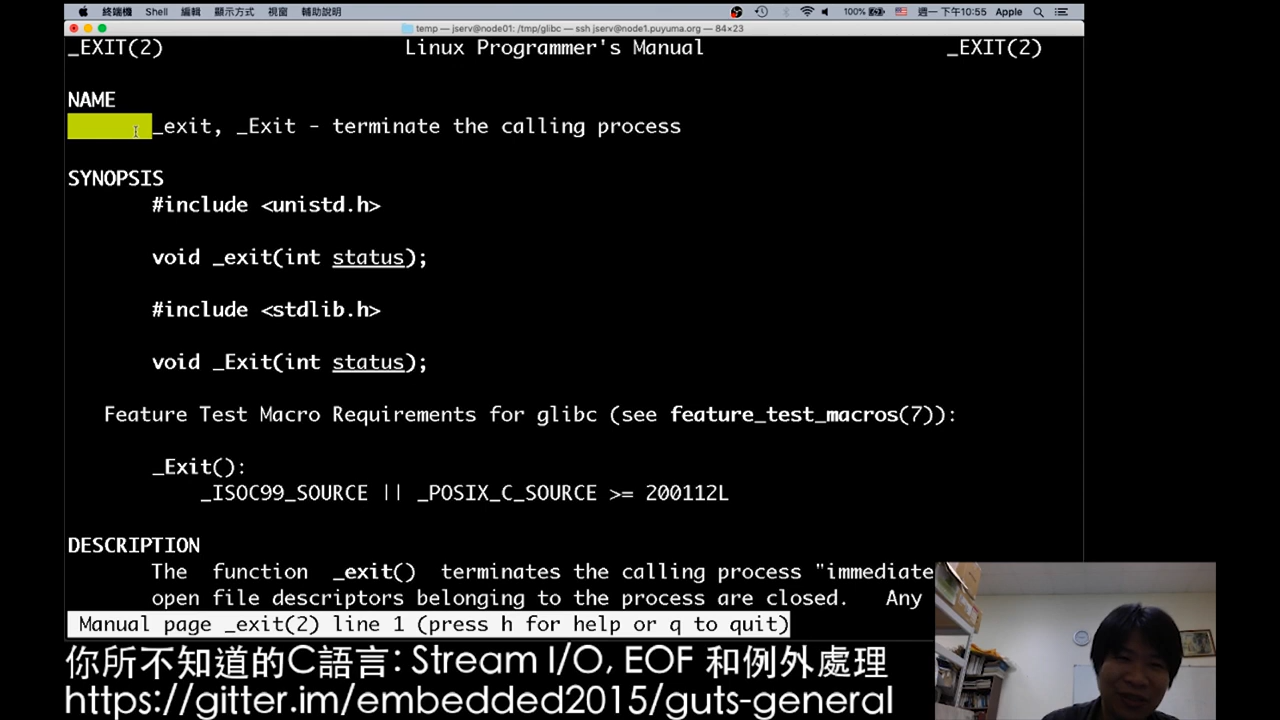 終端機 Shell 編輯 顯示方式 視窗 輔助說明 100% 週一 下午10:55 Apple
temp — jserv@node01: /tmp/glibc — ssh jserv@node1.puyuma.org — 84×23
_EXIT(2) Linux Programmer's Manual _EXIT(2)
NAME
_exit, _Exit - terminate the calling process
SYNOPSIS
#include <unistd.h>
void _exit(int status);
#include <stdlib.h>
void _Exit(int status);
Feature Test Macro Requirements for glibc (see feature_test_macros(7)):
_Exit():
_ISOC99_SOURCE || _POSIX_C_SOURCE >= 200112L
DESCRIPTION
The function _exit() terminates the calling process "immediate
open file descriptors belonging to the process are closed. Any
Manual page _exit(2) line 1 (press h for help or q to quit)
你所不知道的C語言: Stream I/O, EOF 和例外處理
https://gitter.im/embedded2015/guts-general